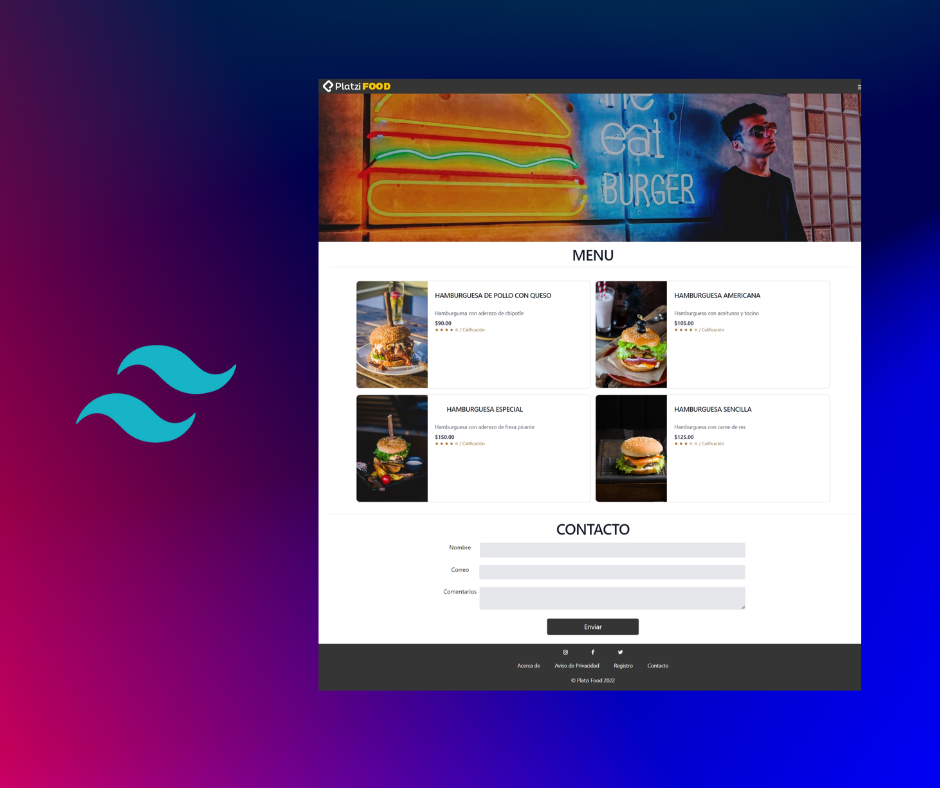 Platzi FOOD
the
eat
BURGER
MENU
HAMBURGUESA DE POLLO CON QUESO
Hamburguesa con aderezo de chipotle
$90.00
/ Calificación
HAMBURGUESA AMERICANA
Hamburguesa con aceitunas y tocino
$105.00
/ Calificación
HAMBURGUESA ESPECIAL
Hamburguesa con aderezo de fresa picante
$150.00
/ Calificación
HAMBURGUESA SENCILLA
Hamburguesa con carne de res
$125.00
/ Calificación
CONTACTO
Nombre
Correo
Comentarios
Enviar
Acerca de Aviso de Privacidad Registro Contacto
© Platzi Food 2022